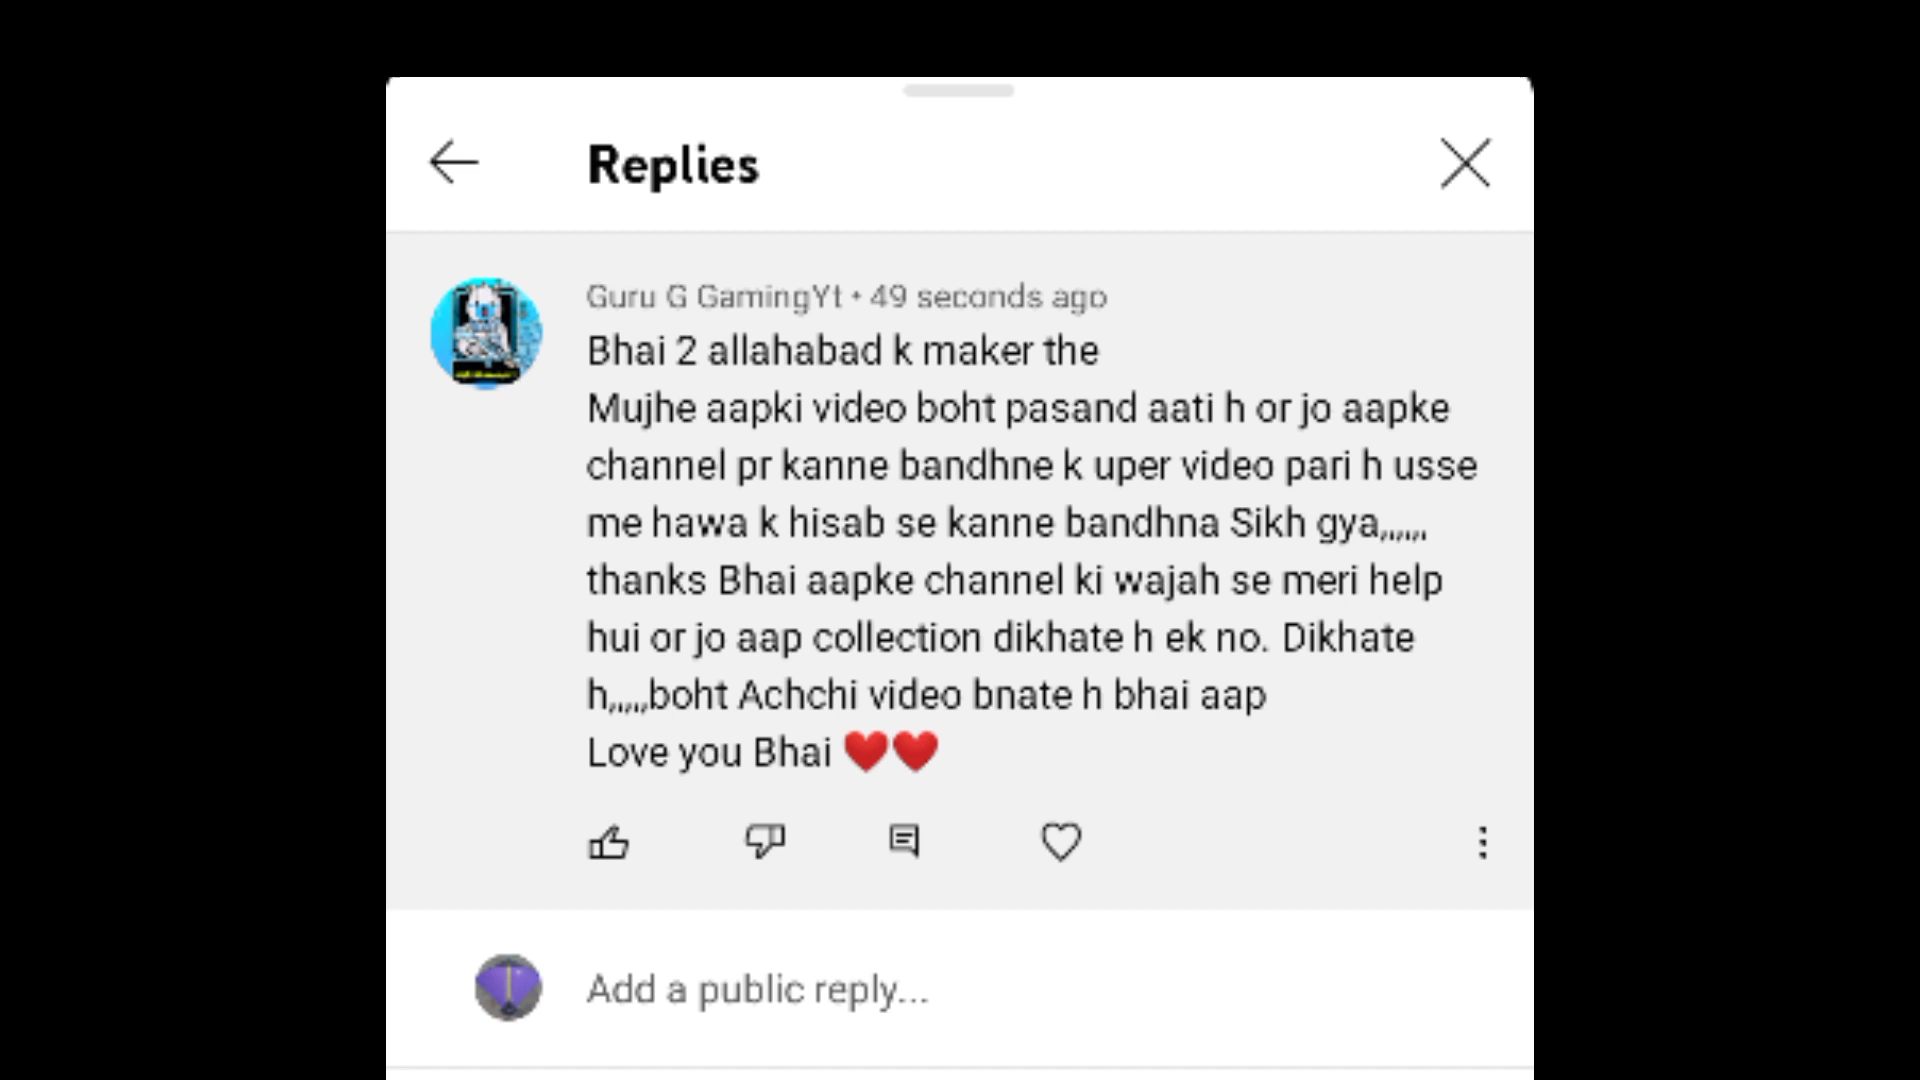 Replies
Guru G GamingYt • 49 seconds ago
Bhai 2 allahabad k maker the
Mujhe aapki video boht pasand aati h or jo aapke
channel pr kanne bandhne k uper video pari h usse
me hawa k hisab se kanne bandhna Sikh gya,,,,,,
thanks Bhai aapke channel ki wajah se meri help
hui or jo aap collection dikhate h ek no. Dikhate
h,,,,,boht Achchi video bnate h bhai aap
Love you Bhai ❤️❤️
Add a public reply...